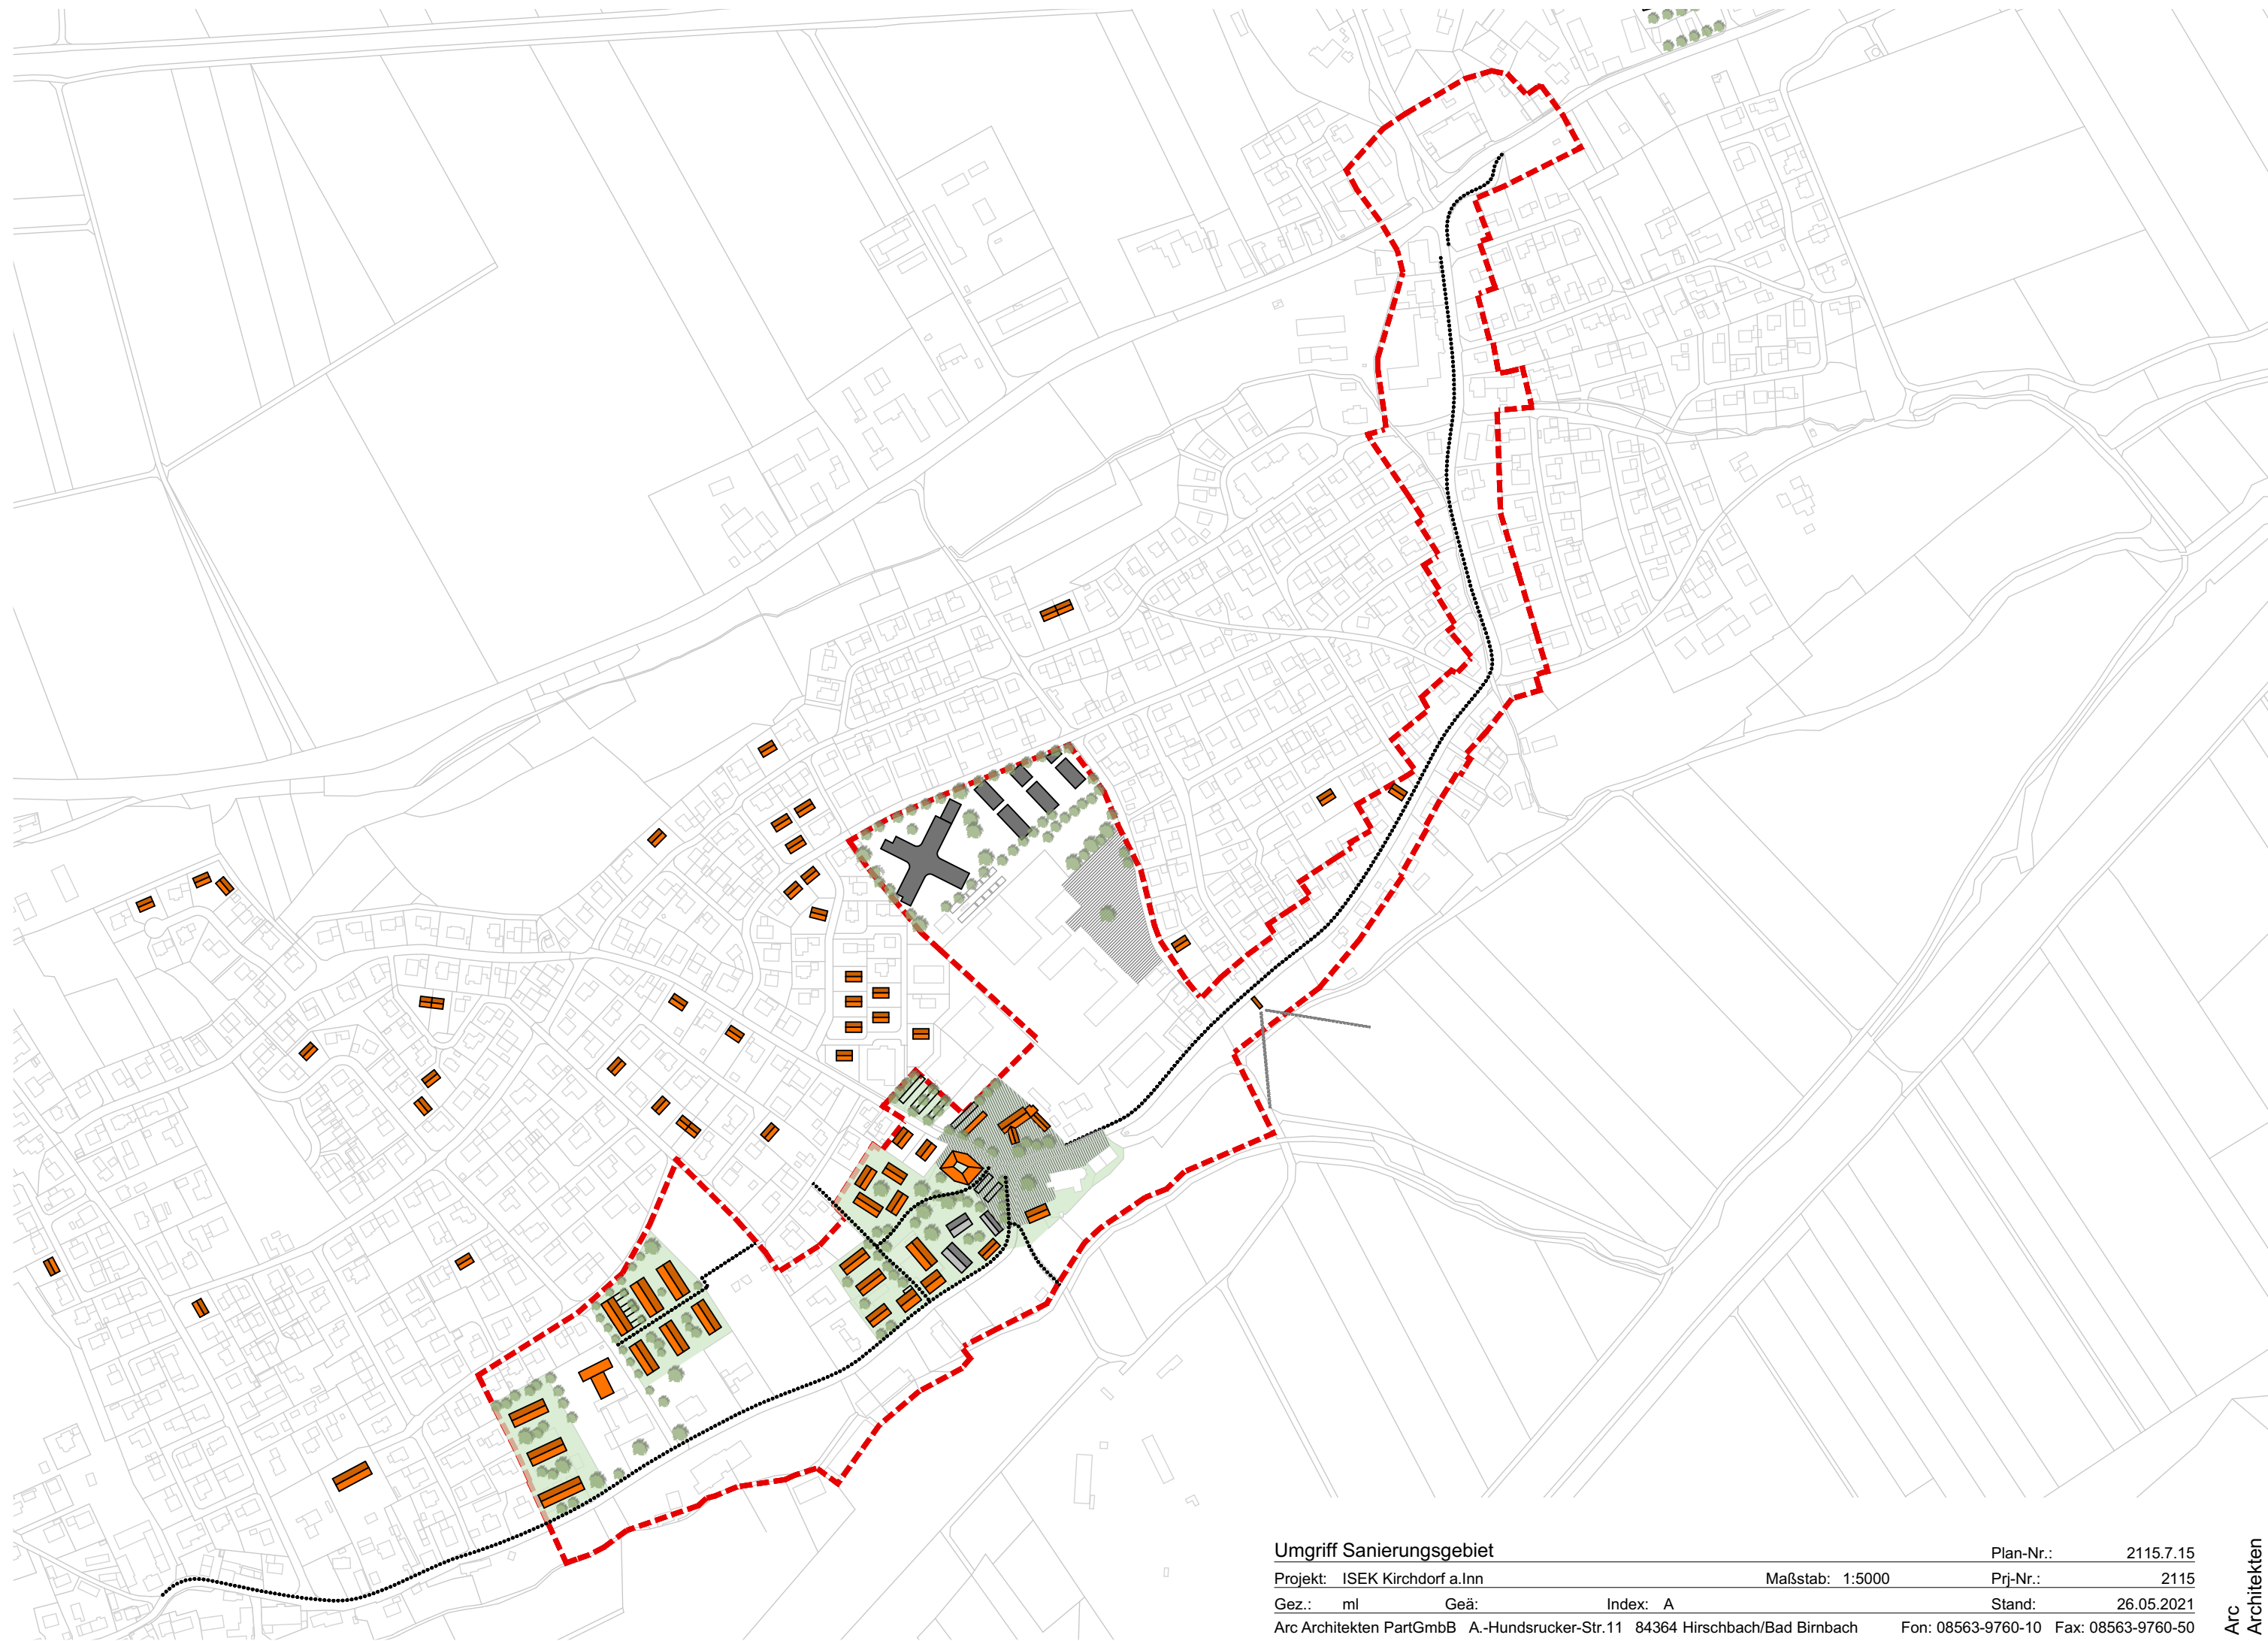 Umgriff Sanierungsgebiet Plan-Nr.: 2115.7.15
Projekt: ISEK Kirchdorf a.Inn Maßstab: 1:5000 Prj-Nr.: 2115
Gez.: ml Geä: Index: A Stand: 26.05.2021
Arc Architekten PartGmbB A.-Hundsrucker-Str.11 84364 Hirschbach/Bad Birnbach Fon: 08563-9760-10 Fax: 08563-9760-50
Arc
Architekten